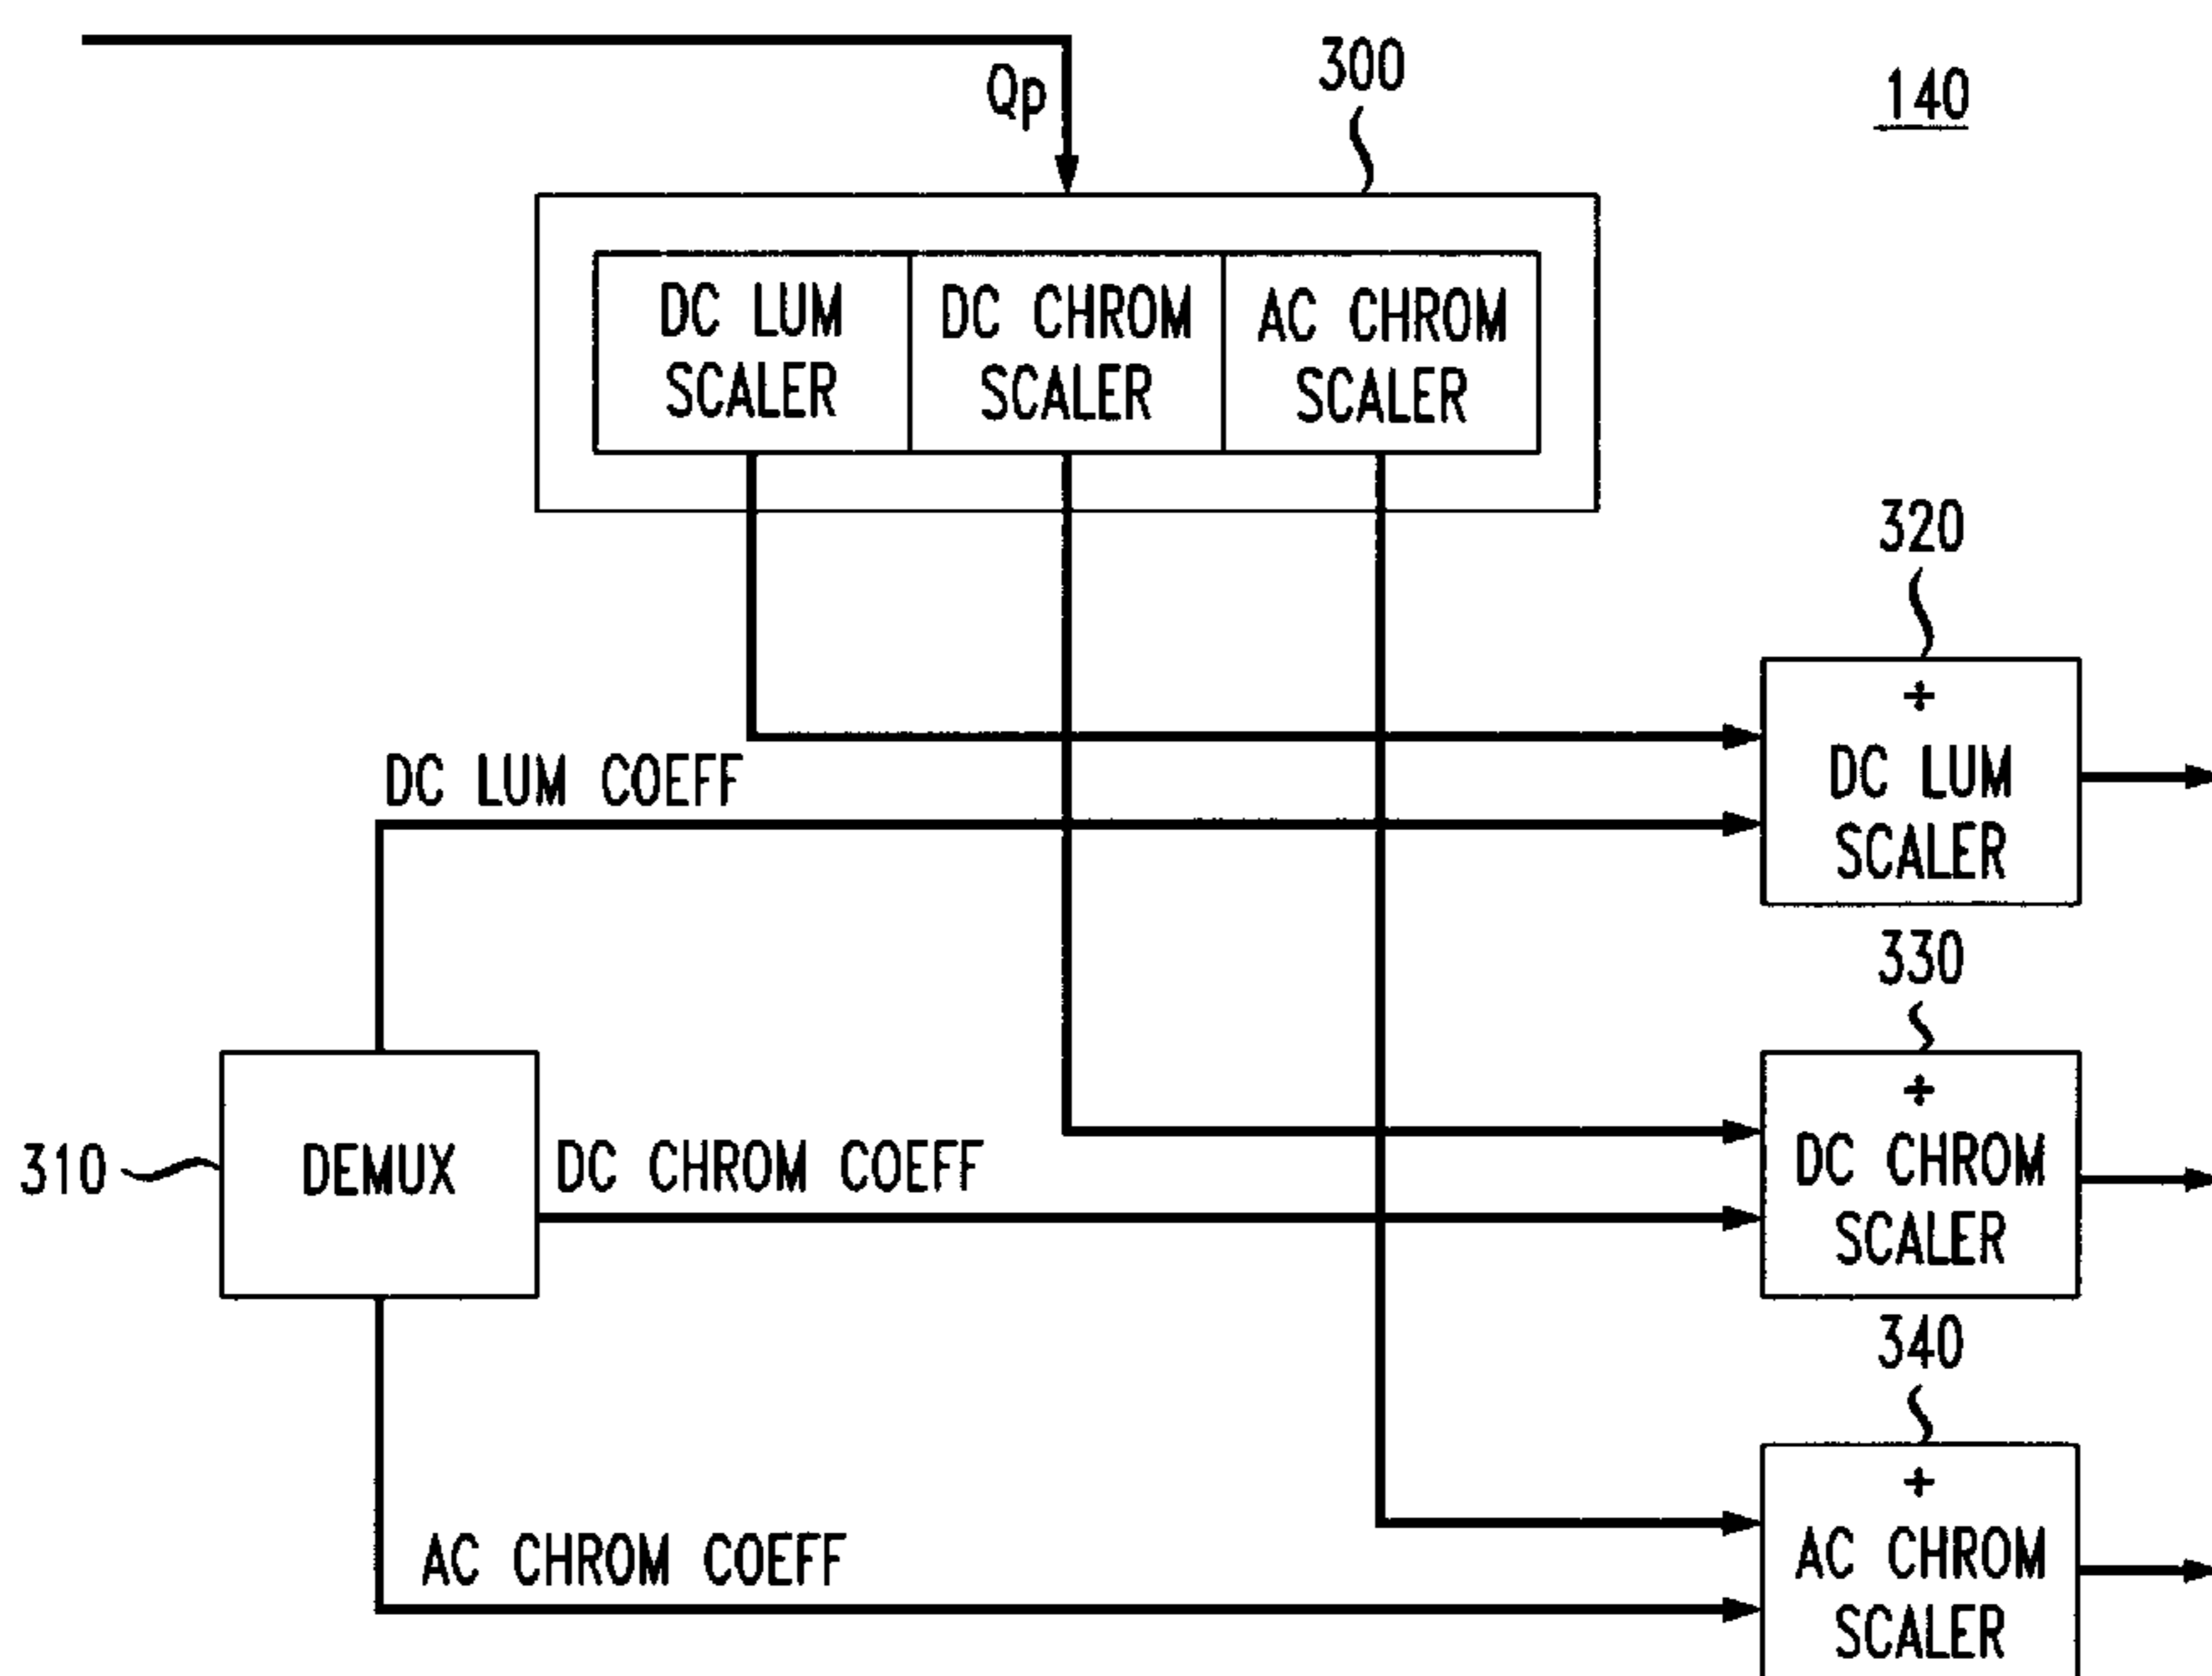 Qp
300
140
DC LUM
SCALER
DC CHROM
SCALER
AC CHROM
SCALER
320
÷
DC LUM
SCALER
DC LUM COEFF
330
÷
DC CHROM
SCALER
310
DEMUX
DC CHROM COEFF
340
÷
AC CHROM
SCALER
AC CHROM COEFF